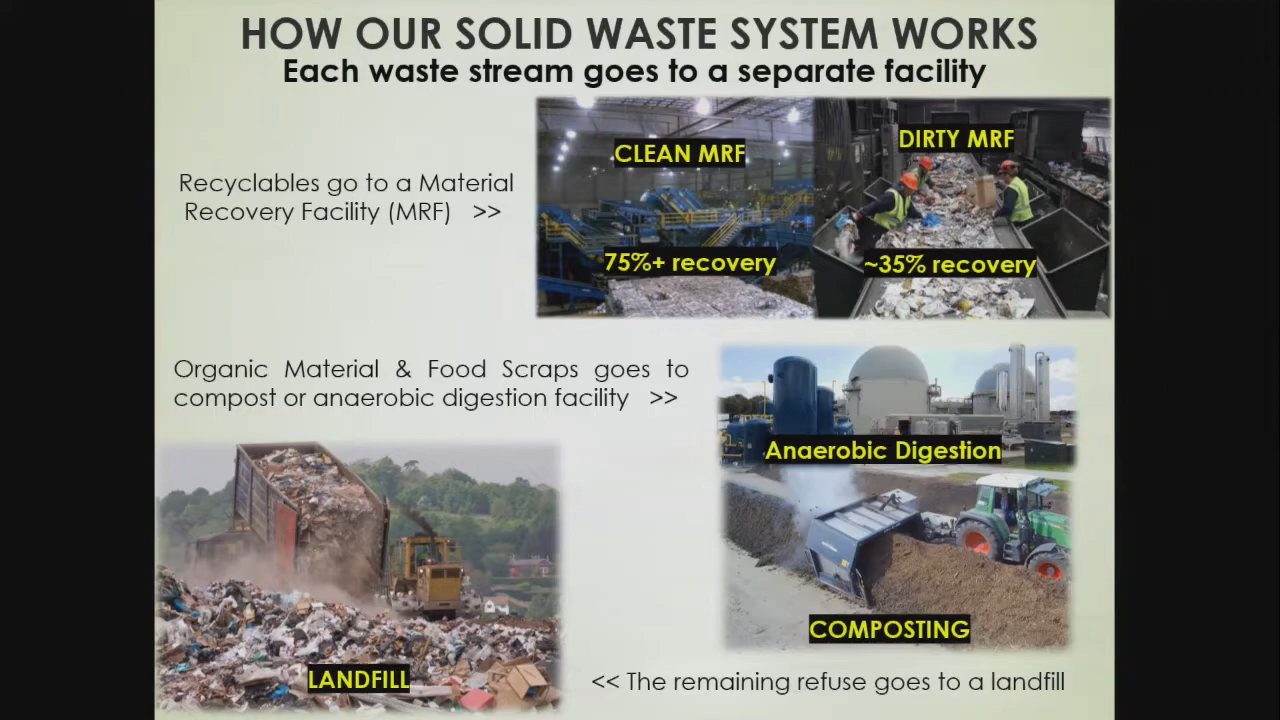 HOW OUR SOLID WASTE SYSTEM WORKS
Each waste stream goes to a separate facility
CLEAN MRF
DIRTY MRF
Recyclables go to a Material
Recovery Facility (MRF) >>
75%+ recovery
~35% recovery
Organic Material & Food Scraps goes to
compost or anaerobic digestion facility >>
Anaerobic Digestion
COMPOSTING
LANDFILL
<< The remaining refuse goes to a landfill